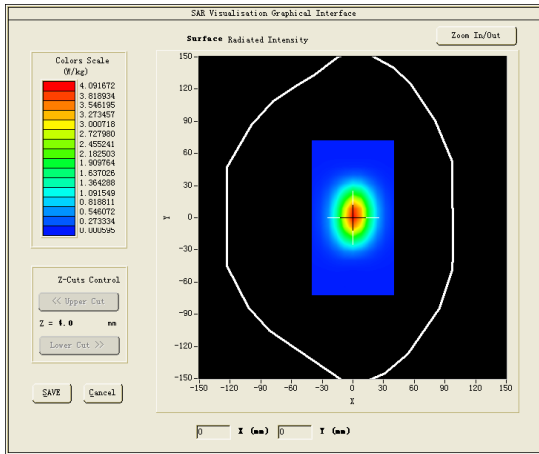 SAR Visualisation Graphical Interface
Surface Radiated Intensity
Zoom In/Out
Colors Scale
(W/kg)
4.091672
3.818934
3.546195
3.273457
3.000718
2.727980
2.455241
2.182503
1.909764
1.637026
1.364288
1.091549
0.818811
0.546072
0.273334
0.000595
Z-Cuts Control
<< Upper Cut
Z = 4.0 mm
Lower Cut >>
SAVE Cancel
150
120
90
60
30
0
-30
-60
-90
-120
-150
Y
-150 -120 -90 -60 -30 0 30 60 90 120 150
X
0 X (mm) 0 Y (mm)